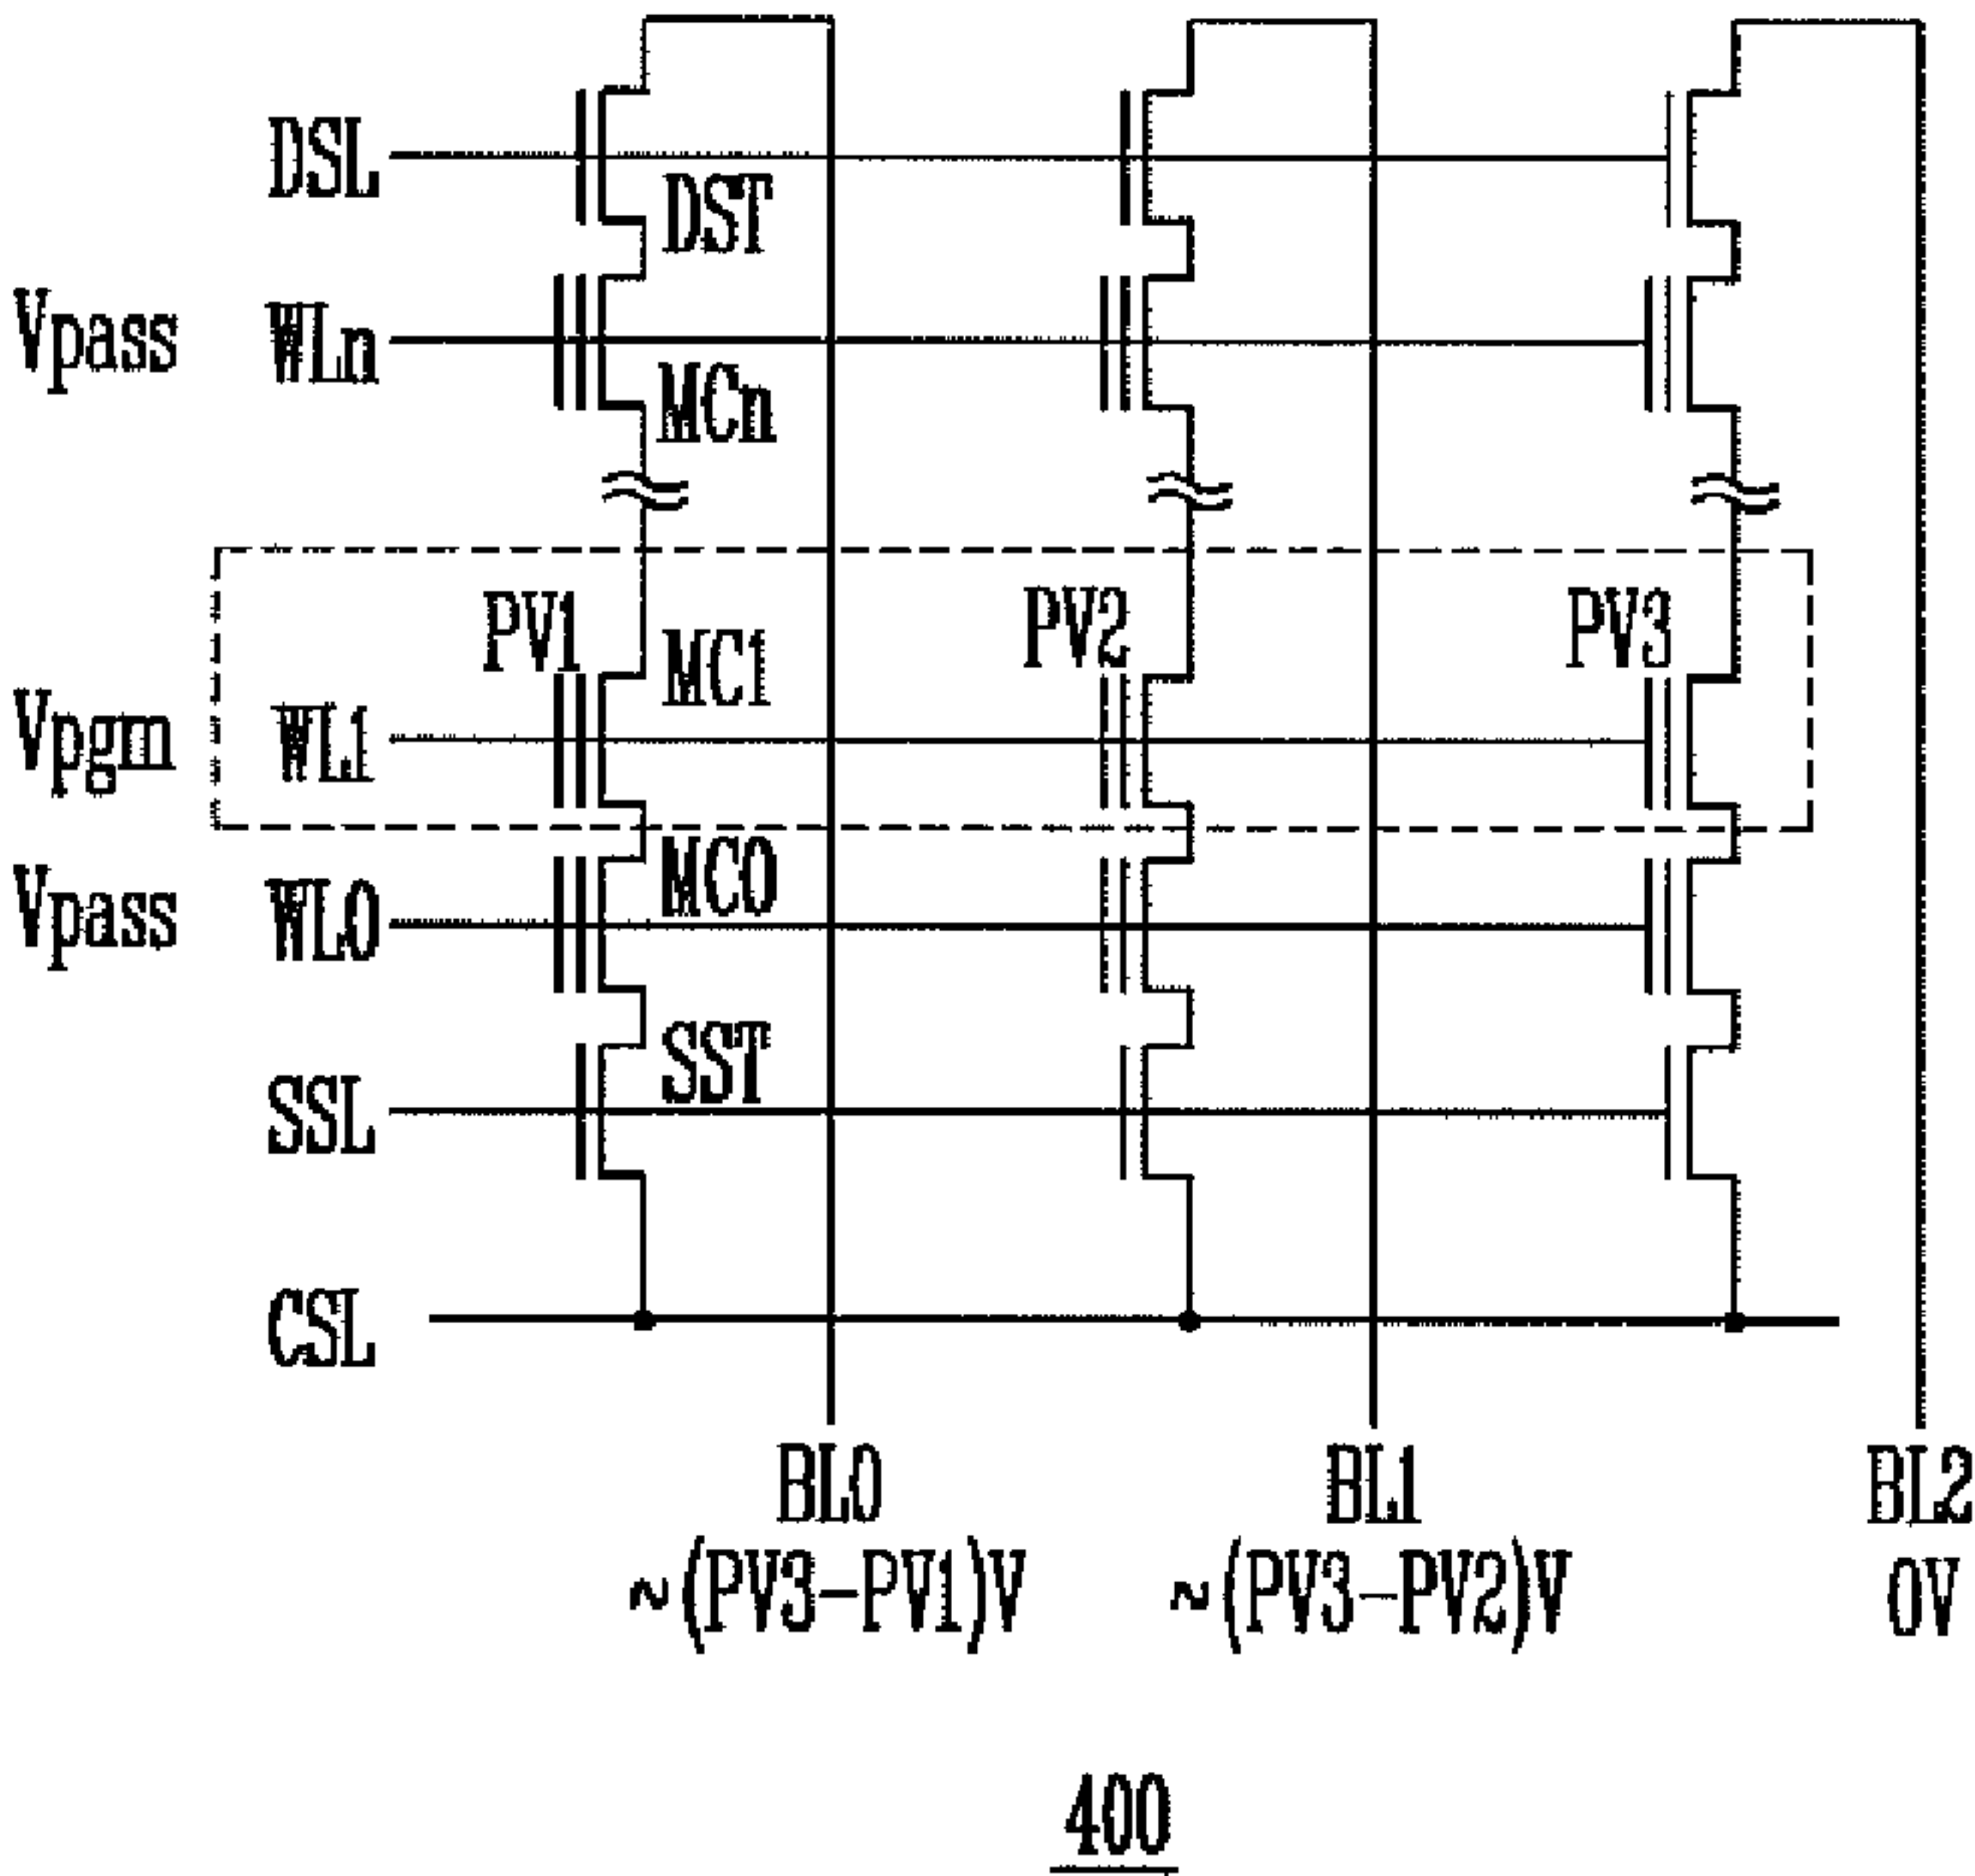 DSL
DST
Vpass WLn
MCn
PV1 PV2 PV3
MC1
Vpgm WL1
MC0
Vpass WL0
SST
SSL
CSL
BL0 BL1 BL2
~(PV3-PV1)V ~(PV3-PV2)V 0V
400